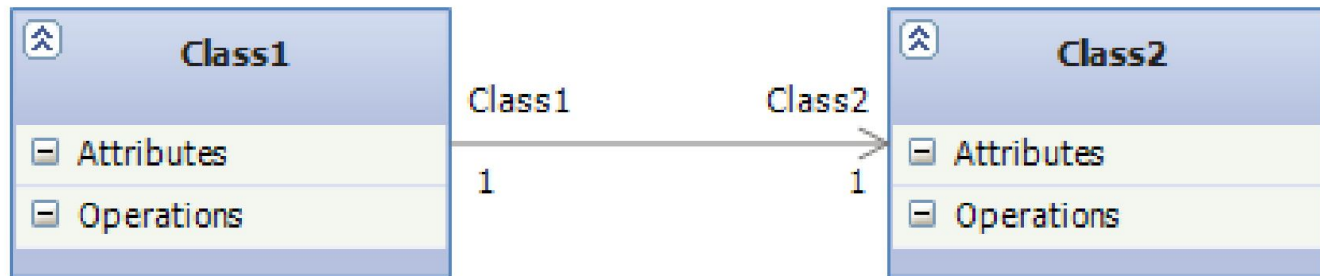 Class1
Attributes
Operations
Class1
Class2
1
1
Class2
Attributes
Operations